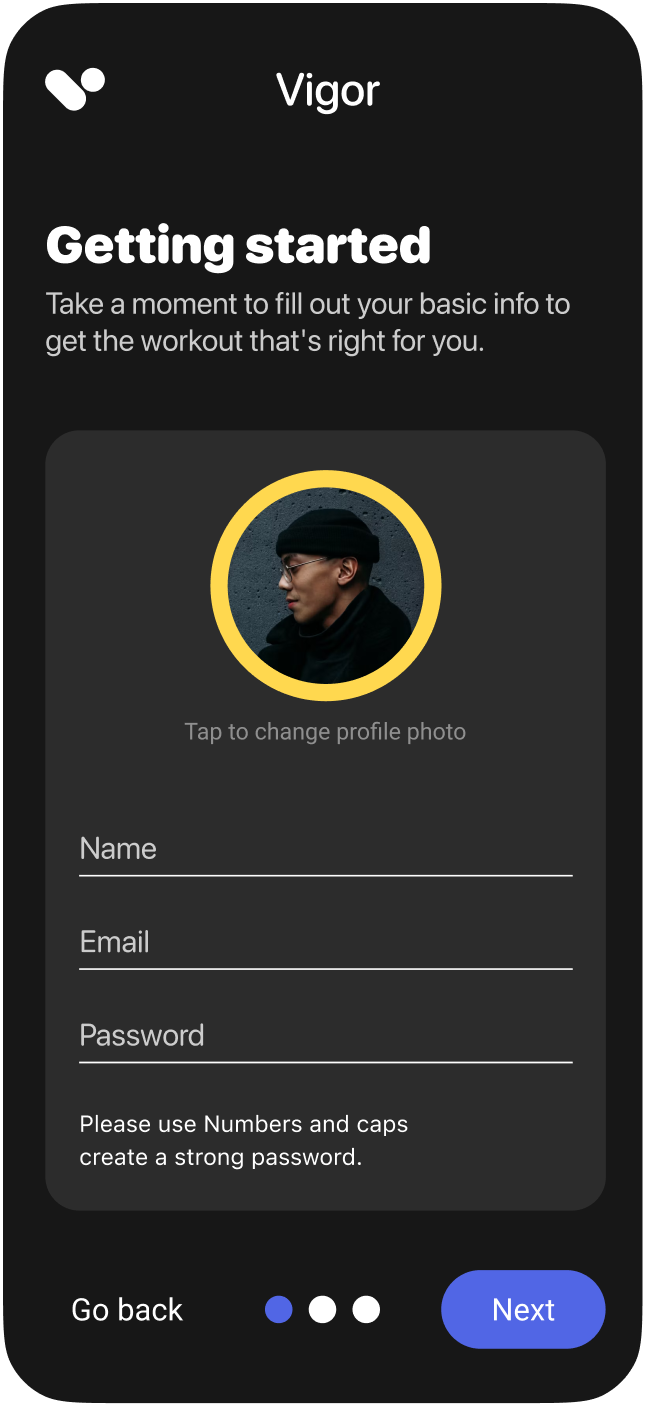 Vigor
Getting started
Take a moment to fill out your basic info to
get the workout that's right for you.
Tap to change profile photo
Name
Email
Password
Please use Numbers and caps
create a strong password.
Go back
Next